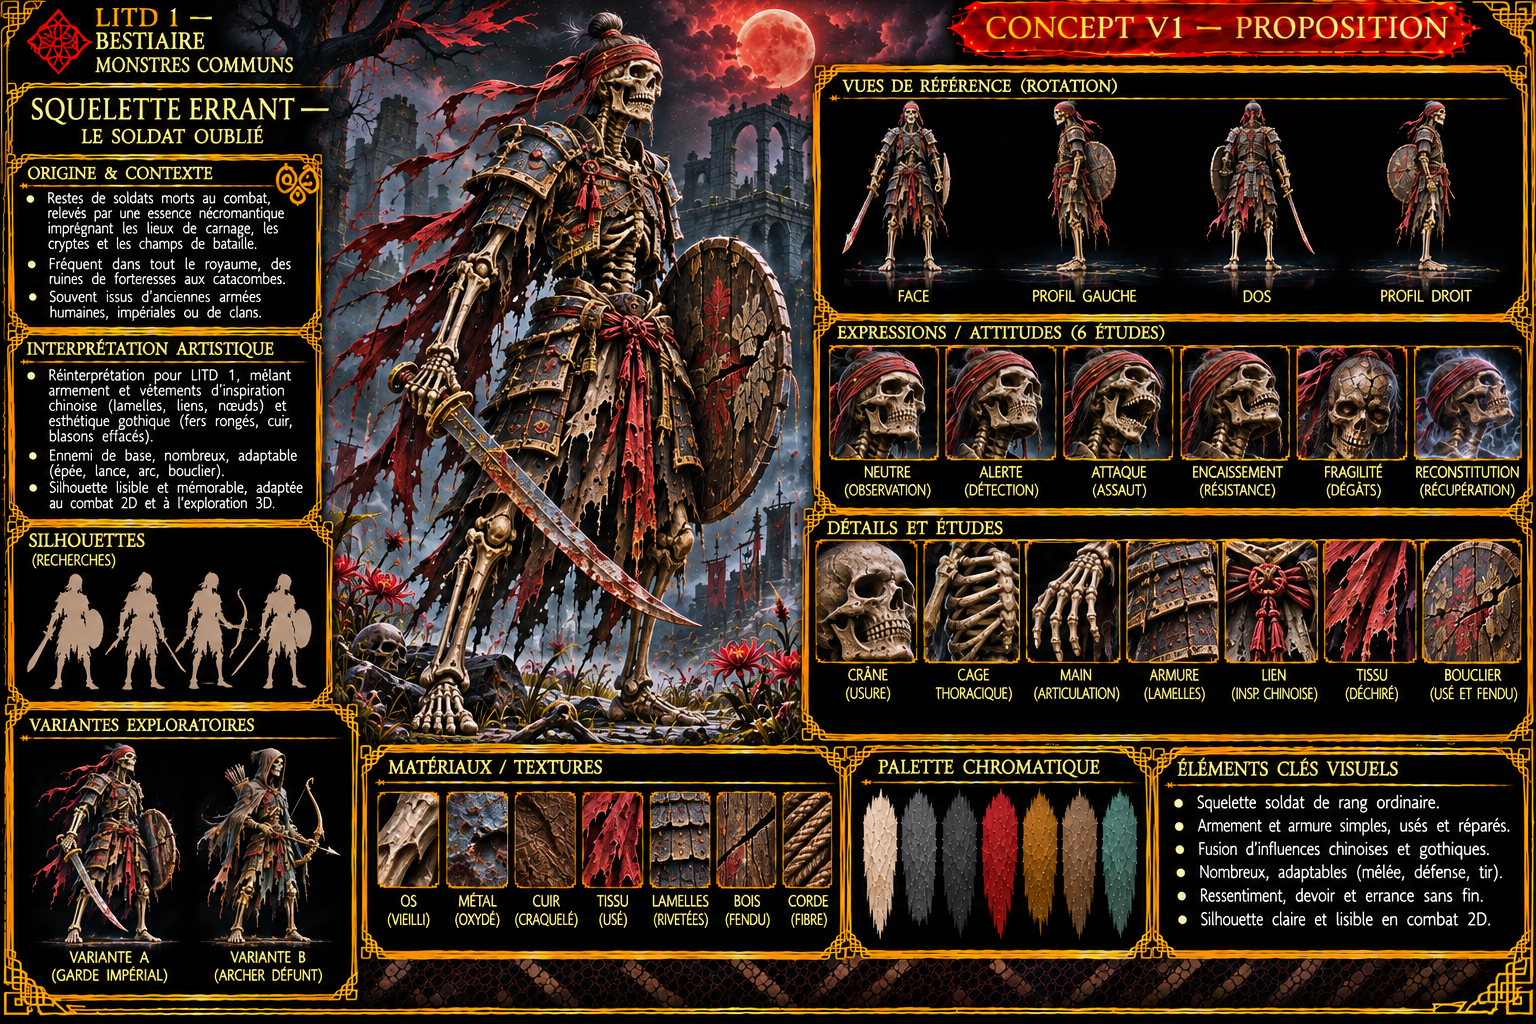 LITD 1 —
BESTIAIRE
MONSTRES COMMUNS
SQUELETTE ERRANT —
LE SOLDAT OUBLIÉ
ORIGINE & CONTEXTE
• Restes de soldats morts au combat,
relevés par une essence nécromantique
imprégnant les lieux de carnage, les
cryptes et les champs de bataille.
• Fréquent dans tout le royaume, des
ruines de forteresses aux catacombes.
• Souvent issus d'anciennes armées
humaines, impériales ou de clans.
INTERPRÉTATION ARTISTIQUE
• Réinterprétation pour LITD 1, mêlant
armement et vêtements d'inspiration
chinoise (lamelles, liens, nœuds) et
esthétique gothique (fers rongés, cuir,
blasons effacés).
• Ennemi de base, nombreux, adaptable
(épée, lance, arc, bouclier).
• Silhouette lisible et mémorable, adaptée
au combat 2D et à l'exploration 3D.
SILHOUETTES
(RECHERCHES)
VARIANTES EXPLORATOIRES
VARIANTE A
(GARDE IMPÉRIAL)
VARIANTE B
(ARCHER DÉFUNT)
CONCEPT V1 — PROPOSITION
VUES DE RÉFÉRENCE (ROTATION)
FACE
PROFIL GAUCHE
DOS
PROFIL DROIT
EXPRESSIONS / ATTITUDES (6 ÉTUDES)
NEUTRE
(OBSERVATION)
ALERTE
(DÉTECTION)
ATTAQUE
(ASSAUT)
ENCAISSEMENT
(RÉSISTANCE)
FRAGILITÉ
(DÉGÂTS)
RECONSTITUTION
(RÉCUPÉRATION)
DÉTAILS ET ÉTUDES
CRÂNE
(USURE)
CAGE
THORACIQUE)
MAIN
(ARTICULATION)
ARMURE
(LAMELLES)
LIEN
(INSP. CHINOISE)
TISSU
(DÉCHIRÉ)
BOUCLIER
(USÉ ET FENDU)
MATÉRIAUX / TEXTURES
OS
(VIEILLI)
MÉTAL
(OXYDÉ)
CUIR
(CRAQUELÉ)
TISSU
(USÉ)
LAMELLES
(RIVETÉES)
BOIS
(FENDU)
CORDE
(FIBRE)
PALETTE CHROMATIQUE
ÉLÉMENTS CLÉS VISUELS
• Squelette soldat de rang ordinaire.
• Armement et armure simples, usés et réparés.
• Fusion d'influences chinoises et gothiques.
• Nombreux, adaptables (mêlée, défense, tir).
• Ressentiment, devoir et errance sans fin.
• Silhouette claire et lisible en combat 2D.